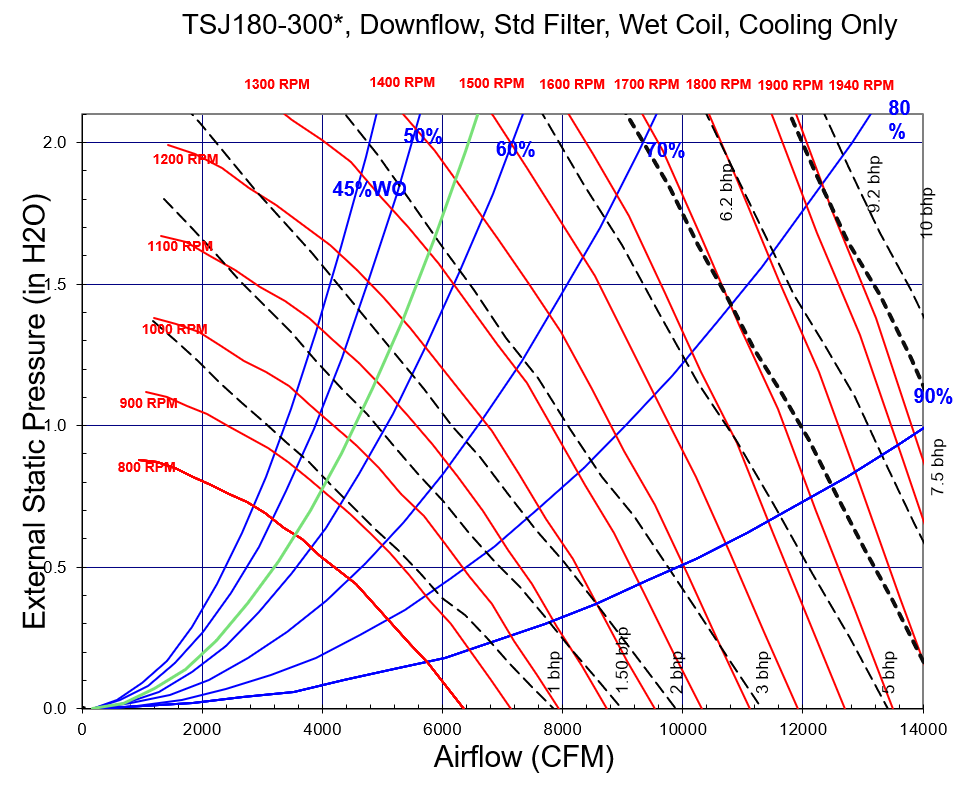 TSJ180-300*, Downflow, Std Filter, Wet Coil, Cooling Only
1300 RPM
1400 RPM
1500 RPM
1600 RPM
1700 RPM
1800 RPM
1900 RPM
1940 RPM
80
%
50%
60%
70%
45%WO
1200 RPM
1100 RPM
1000 RPM
900 RPM
800 RPM
6.2 bhp
9.2 bhp
10 bhp
90%
7.5 bhp
1 bhp
1.50 bhp
2 bhp
3 bhp
5 bhp
External Static Pressure (in H2O)
2.0
1.5
1.0
0.5
0.0
0
2000
4000
6000
8000
10000
12000
14000
Airflow (CFM)